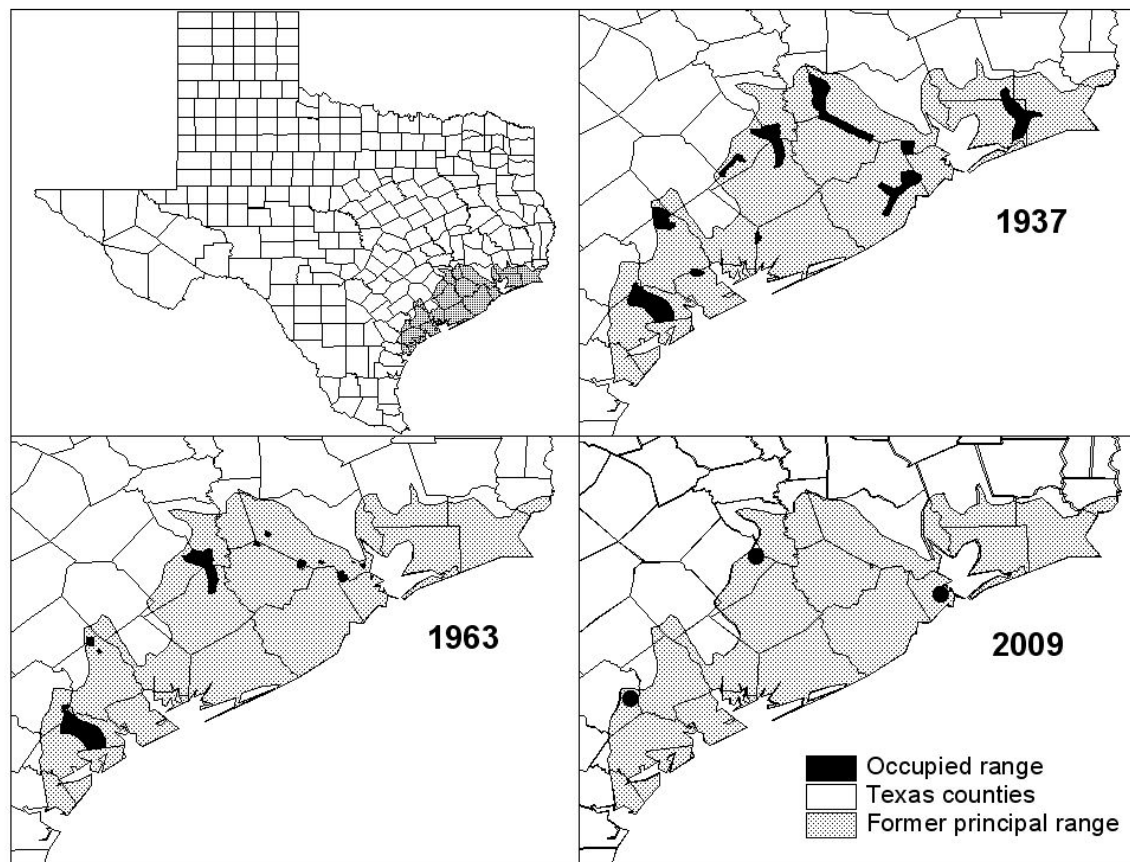 1937
1963
2009
Occupied range
Texas counties
Former principal range